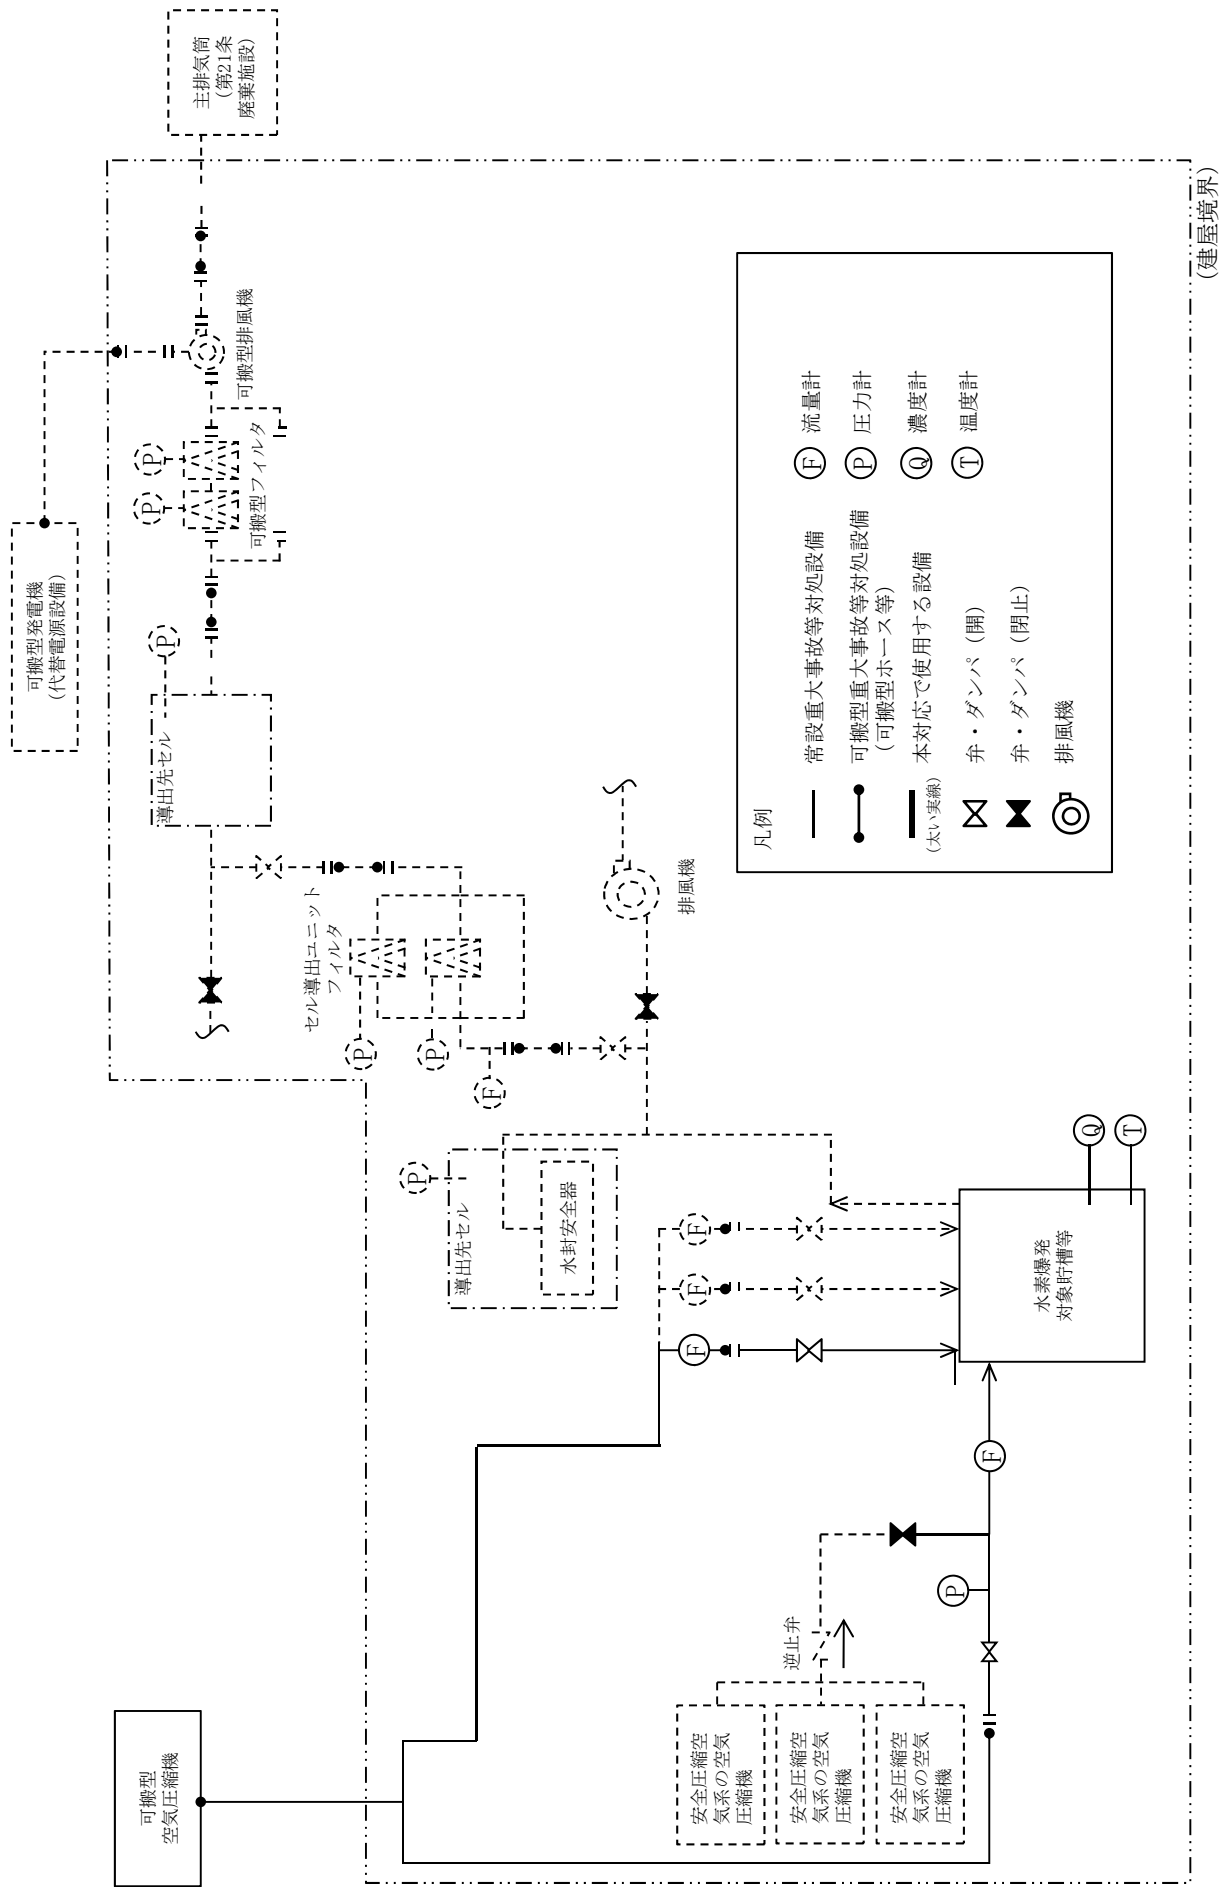 可搬型
空気圧縮機
安全圧縮空
気系の空気
圧縮機
安全圧縮空
気系の空気
圧縮機
安全圧縮空
気系の空気
圧縮機
逆止弁
P
F
水素爆発
対象貯槽等
Q
T
F
F
F
導出先セル
P
水封安全器
F
P
P
セル導出ユニット
フィルタ
排風機
導出先セル
P
可搬型発電機
(代替電源設備)
P
P
可搬型フィルタ
可搬型排風機
主排気筒
(第21条
廃棄施設)
(建屋境界)
凡例
常設重大事故等対処設備
可搬型重大事故等対処設備
(可搬型ホース等)
(太い実線)
本対応で使用する設備
弁・ダンパ (開)
弁・ダンパ (閉止)
排風機
F 流量計
P 圧力計
Q 濃度計
T 温度計